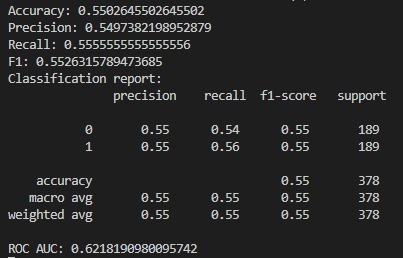 Accuracy: 0.5502645502645502
Precision: 0.5497382198952879
Recall: 0.5555555555555556
F1: 0.5526315789473685
Classification report:
precision recall f1-score support
0 0.55 0.54 0.55 189
1 0.55 0.56 0.55 189
accuracy 0.55 378
macro avg 0.55 0.55 0.55 378
weighted avg 0.55 0.55 0.55 378
ROC AUC: 0.6218190980095742